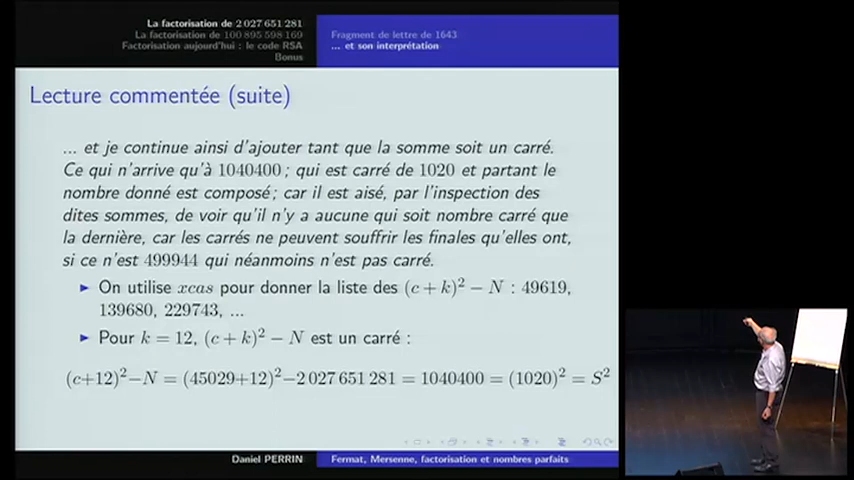 La factorisation de 2 027 651 281
La factorisation de 100 895 598 169
Factorisation aujourd'hui : le code RSA
Bonus
Fragment de lettre de 1643
... et son interprétation
Lecture commentée (suite)
... et je continue ainsi d'ajouter tant que la somme soit un carré.
Ce qui n'arrive qu'à 1040400 ; qui est carré de 1020 et partant le
nombre donné est composé ; car il est aisé, par l'inspection des
dites sommes, de voir qu'il n'y a aucune qui soit nombre carré que
la dernière, car les carrés ne peuvent souffrir les finales qu'elles ont,
si ce n'est 499944 qui néanmoins n'est pas carré.
► On utilise xcas pour donner la liste des (c + k)² − N : 49619,
139680, 229743, ...
► Pour k = 12, (c + k)² − N est un carré :
(c+12)²−N = (45029+12)²−2 027 651 281 = 1040400 = (1020)² = S²
Daniel PERRIN
Fermat, Mersenne, factorisation et nombres parfaits